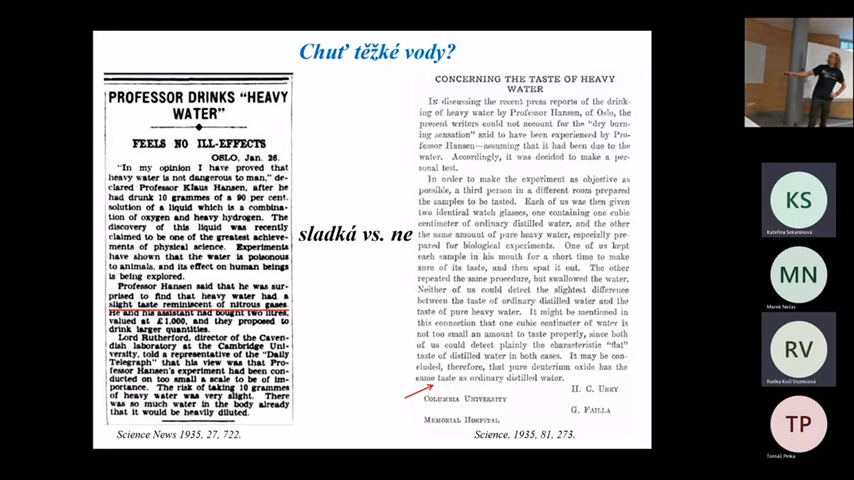 Chuť těžké vody?
PROFESSOR DRINKS "HEAVY
WATER"
FEELS NO ILL-EFFECTS
OSLO, Jan. 26.
"In my opinion I have proved that
heavy water is not dangerous to man," de-
clared Professor Klaus Hansen, after he
had drunk 10 grammes of a 90 per cent.
solution of a liquid which is a combina-
tion of oxygen and heavy hydrogen. The
discovery of this liquid was recently
claimed to be one of the greatest achieve-
ments of physical science. Experiments
have shown that the water is poisonous
to animals, and its effect on human beings
is being explored.
Professor Hansen said that he was sur-
prised to find that heavy water had a
slight taste reminiscent of nitrous gases.
He and his assistant had bought two litres,
valued at £1,000, and they proposed to
drink larger quantities.
Lord Rutherford, director of the Caven-
dish laboratory at the Cambridge Uni-
versity, told a representative of the "Daily
Telegraph" that his view was that Pro-
fessor Hansen's experiment had been con-
ducted on too small a scale to be of im-
portance. The risk of taking 10 grammes
of heavy water was very slight. There
was so much water in the body already
that it would be heavily diluted.
Science News 1935, 27, 722.
sladká vs. ne
CONCERNING THE TASTE OF HEAVY
WATER
In discussing the recent press reports of the drink-
ing of heavy water by Professor Hansen, of Oslo, the
present writers could not account for the "dry burn-
ing sensation" said to have been experienced by Pro-
fessor Hansen—assuming that it had been due to the
water. Accordingly, it was decided to make a per-
sonal test.
In order to make the experiment as objective as
possible, a third person in a different room prepared
the samples to be tasted. Each of us was then given
two identical watch glasses, one containing one cubic
centimeter of ordinary distilled water, and the other
the same amount of pure heavy water, especially pre-
pared for biological experiments. One of us kept
each sample in his mouth for a short time to make
sure of its taste, and then spat it out. The other
repeated the same procedure, but swallowed the water.
Neither of us could detect the slightest difference
between the taste of ordinary distilled water and the
taste of pure heavy water. It might be mentioned in
this connection that one cubic centimeter of water is
not too small an amount to taste properly, since both
of us could detect plainly the characteristic "flat"
taste of distilled water in both cases. It may be con-
cluded, therefore, that pure deuterium oxide has the
same taste as ordinary distilled water.
H. C. UREY
COLUMBIA UNIVERSITY
G. FAILLA
MEMORIAL HOSPITAL
Science, 1935, 81, 273.
KS
Kateřina Sekaninová
MN
Marek Nečas
RV
Radka Kočí Voznicová
TP
Tomáš Pinka